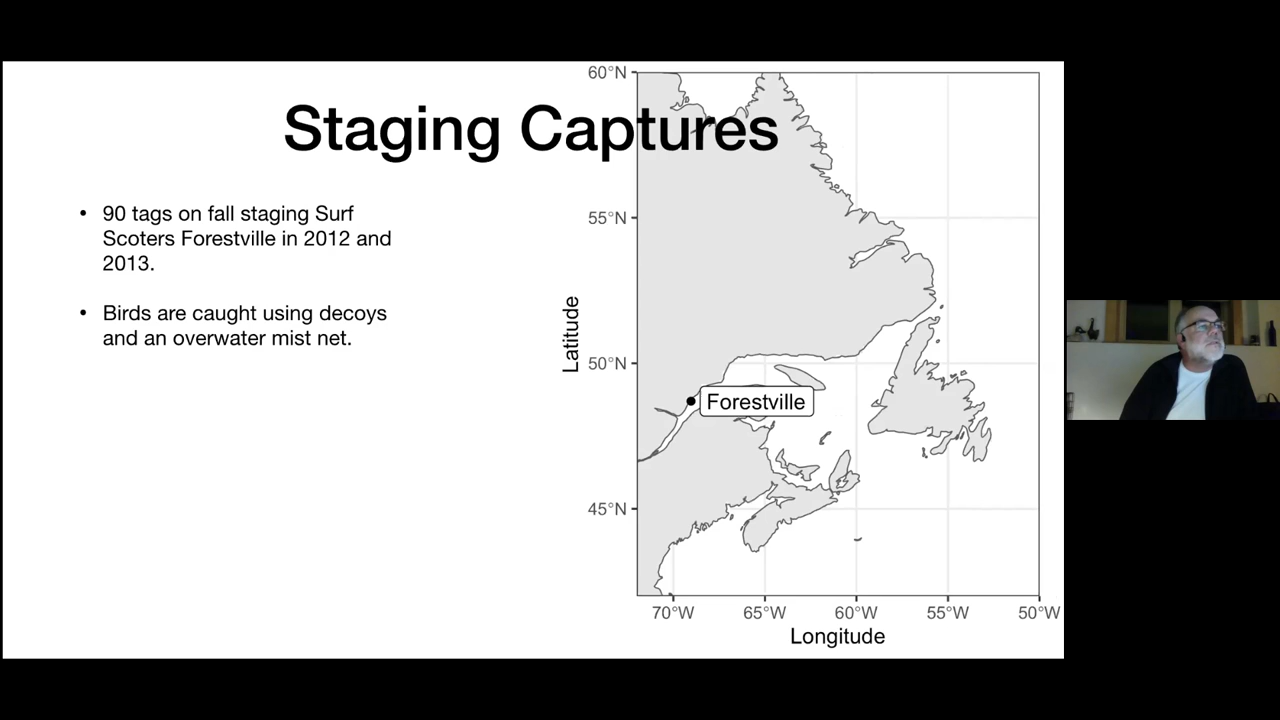 Staging Captures
• 90 tags on fall staging Surf
Scoters Forestville in 2012 and
2013.
• Birds are caught using decoys
and an overwater mist net.
60°N
55°N
50°N
45°N
Latitude
Forestville
70°W 65°W 60°W 55°W 50°W
Longitude